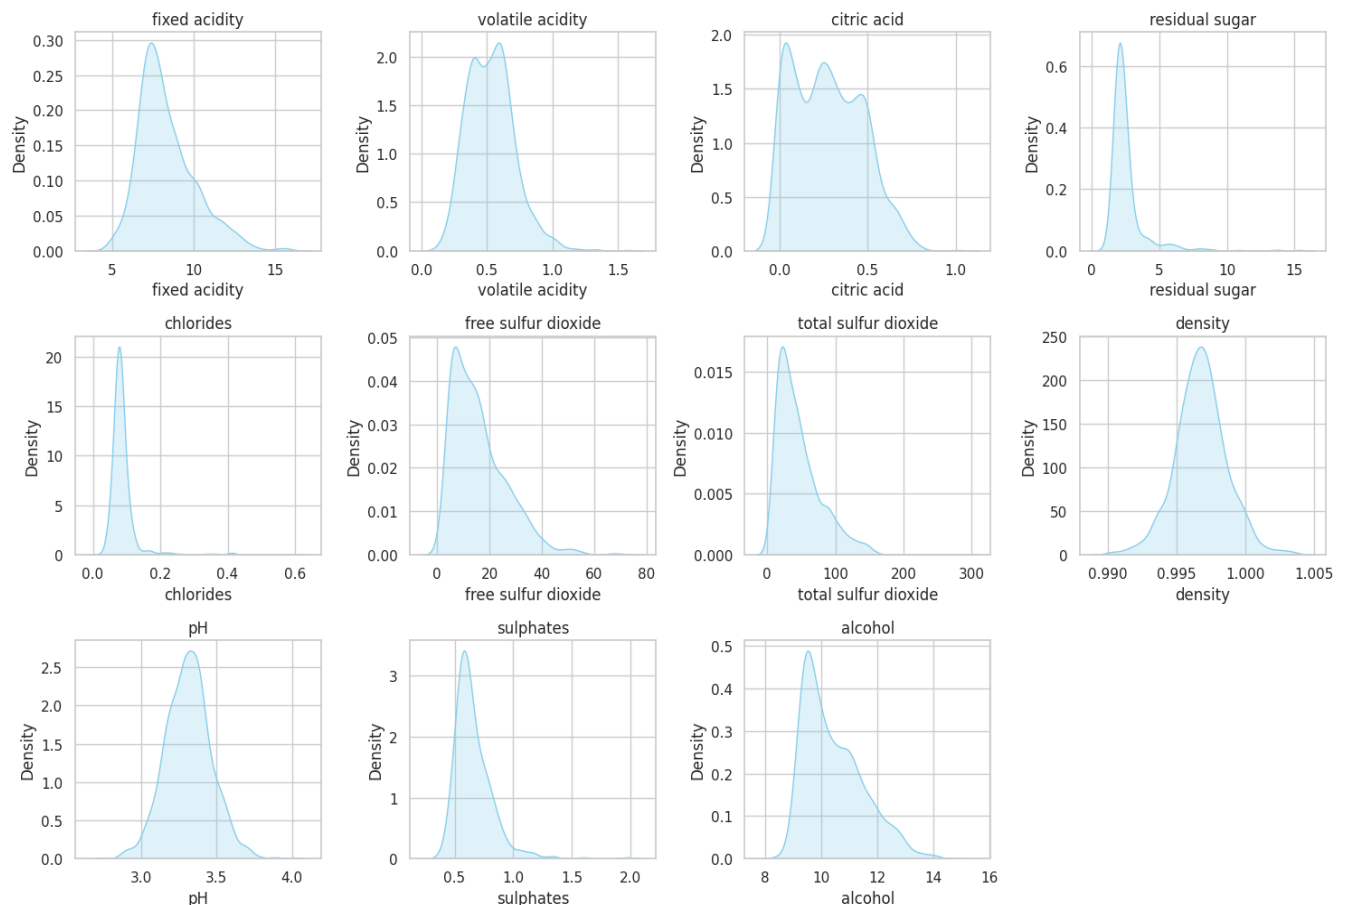 fixed acidity
volatile acidity
citric acid
residual sugar
Density
0.30
0.25
0.20
0.15
0.10
0.05
0.00
5 10 15
fixed acidity
Density
2.0
1.5
1.0
0.5
0.0
0.0 0.5 1.0 1.5
volatile acidity
Density
2.0
1.5
1.0
0.5
0.0
0.0 0.5 1.0
citric acid
Density
0.6
0.4
0.2
0.0
0 5 10 15
residual sugar
chlorides
free sulfur dioxide
total sulfur dioxide
density
Density
20
15
10
5
0
0.0 0.2 0.4 0.6
chlorides
Density
0.05
0.04
0.03
0.02
0.01
0.00
0 20 40 60 80
free sulfur dioxide
Density
0.015
0.010
0.005
0.000
0 100 200 300
total sulfur dioxide
Density
250
200
150
100
50
0
0.990 0.995 1.000 1.005
density
pH
sulphates
alcohol
Density
2.5
2.0
1.5
1.0
0.5
0.0
3.0 3.5 4.0
pH
Density
3
2
1
0
0.5 1.0 1.5 2.0
sulphates
Density
0.5
0.4
0.3
0.2
0.1
0.0
8 10 12 14 16
alcohol